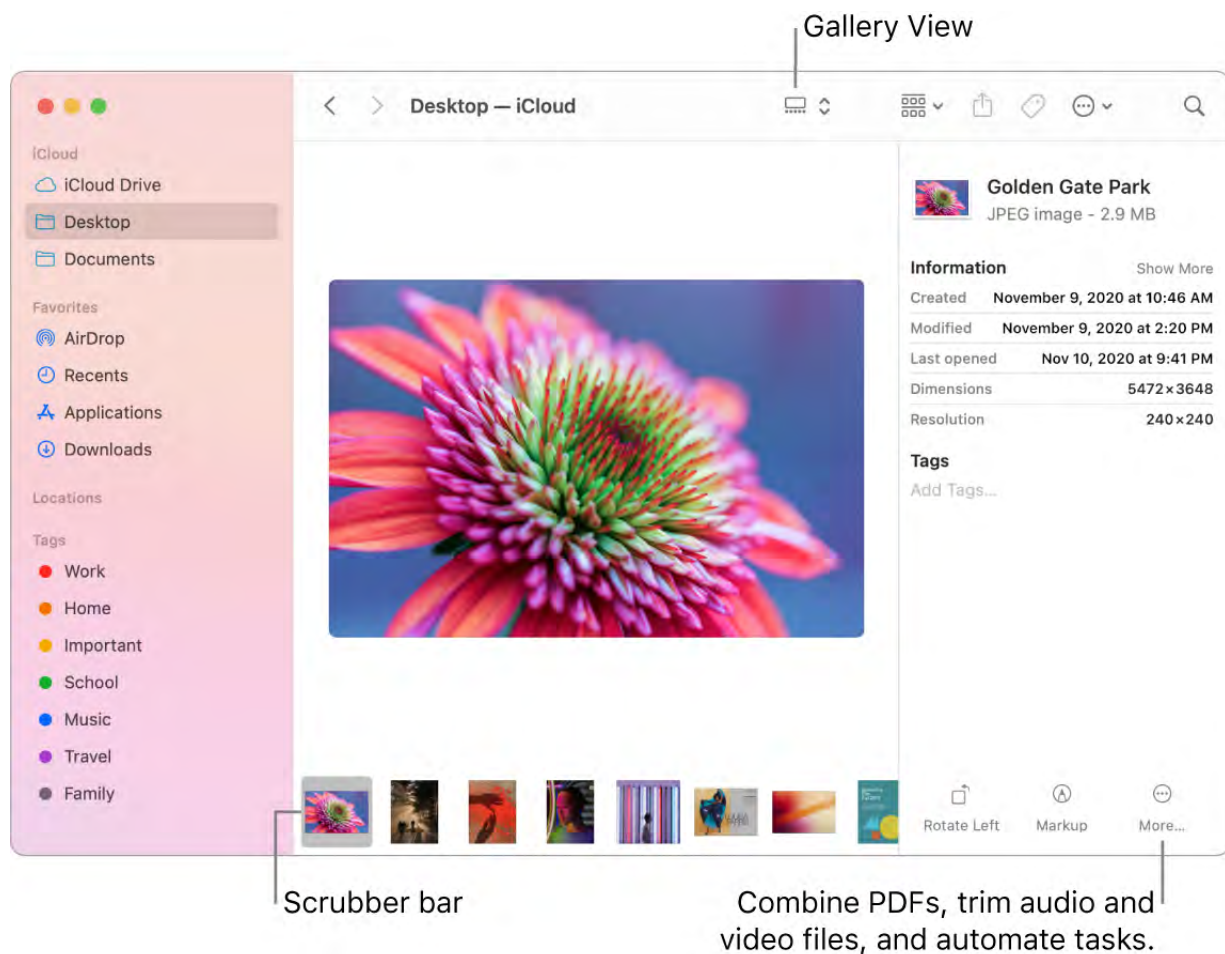 Gallery View
Desktop — iCloud
iCloud
iCloud Drive
Desktop
Documents
Favorites
AirDrop
Recents
Applications
Downloads
Locations
Tags
Work
Home
Important
School
Music
Travel
Family
Golden Gate Park
JPEG image - 2.9 MB
Information Show More
Created November 9, 2020 at 10:46 AM
Modified November 9, 2020 at 2:20 PM
Last opened Nov 10, 2020 at 9:41 PM
Dimensions 5472×3648
Resolution 240×240
Tags
Add Tags...
Rotate Left Markup More...
Scrubber bar
Combine PDFs, trim audio and
video files, and automate tasks.